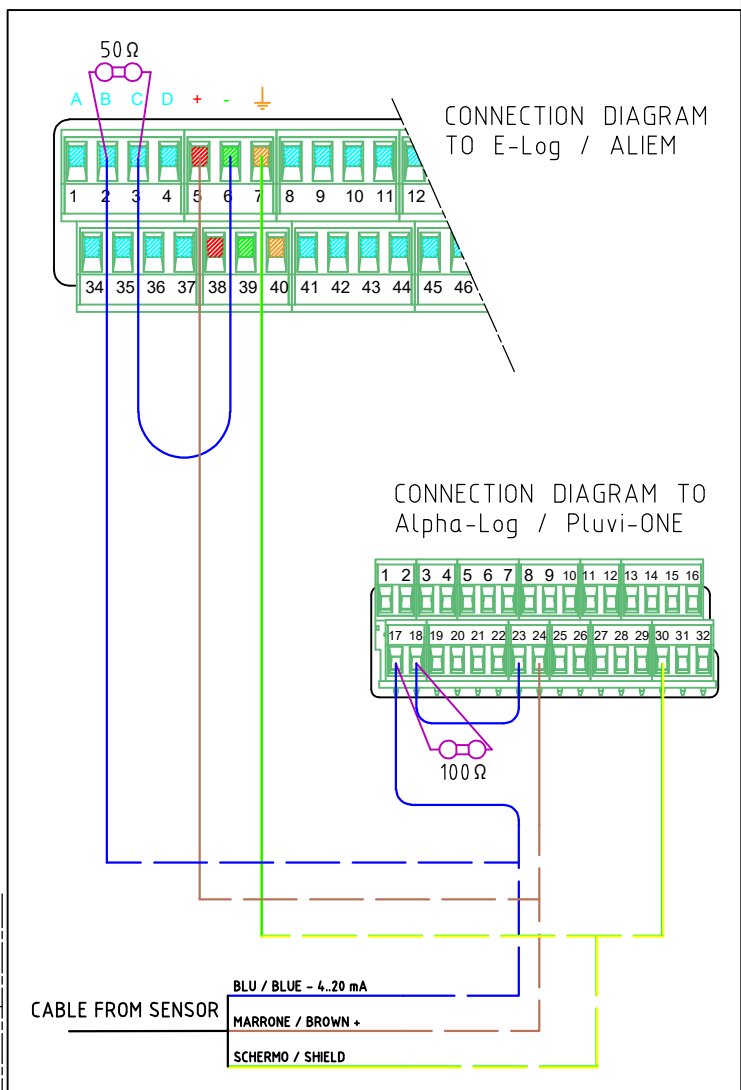 50Ω
A B C D + -
CONNECTION DIAGRAM
TO E-Log / ALIEM
1 2 3 4 5 6 7 8 9 10 11 12
34 35 36 37 38 39 40 41 42 43 44 45 46
CONNECTION DIAGRAM TO
Alpha-Log / Pluvi-ONE
1 2 3 4 5 6 7 8 9 10 11 12 13 14 15 16
17 18 19 20 21 22 23 24 25 26 27 28 29 30 31 32
100Ω
BLU / BLUE - 4..20 mA
CABLE FROM SENSOR
MARRONE / BROWN +
SCHERMO / SHIELD